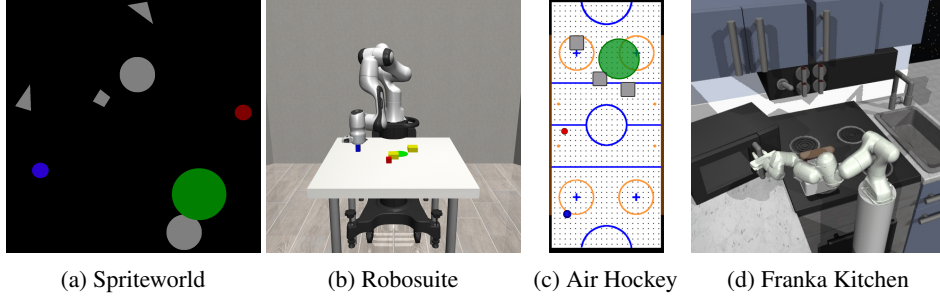 (a) Spriteworld
(b) Robosuite
(c) Air Hockey
(d) Franka Kitchen